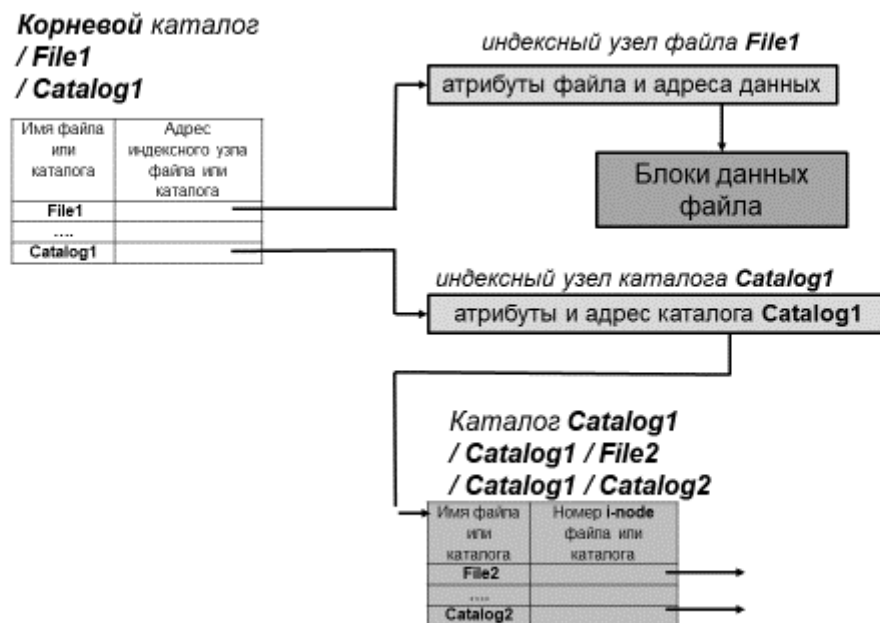 Корневой каталог
/ File1
/ Catalog1
Имя файла или каталога
Адрес индексного узла файла или каталога
File1
....
Catalog1
индексный узел файла File1
атрибуты файла и адреса данных
Блоки данных
файла
индексный узел каталога Catalog1
атрибуты и адрес каталога Catalog1
Каталог Catalog1
/ Catalog1 / File2
/ Catalog1 / Catalog2
Имя файла или каталога
Номер i-node файла или каталога
File2
....
Catalog2